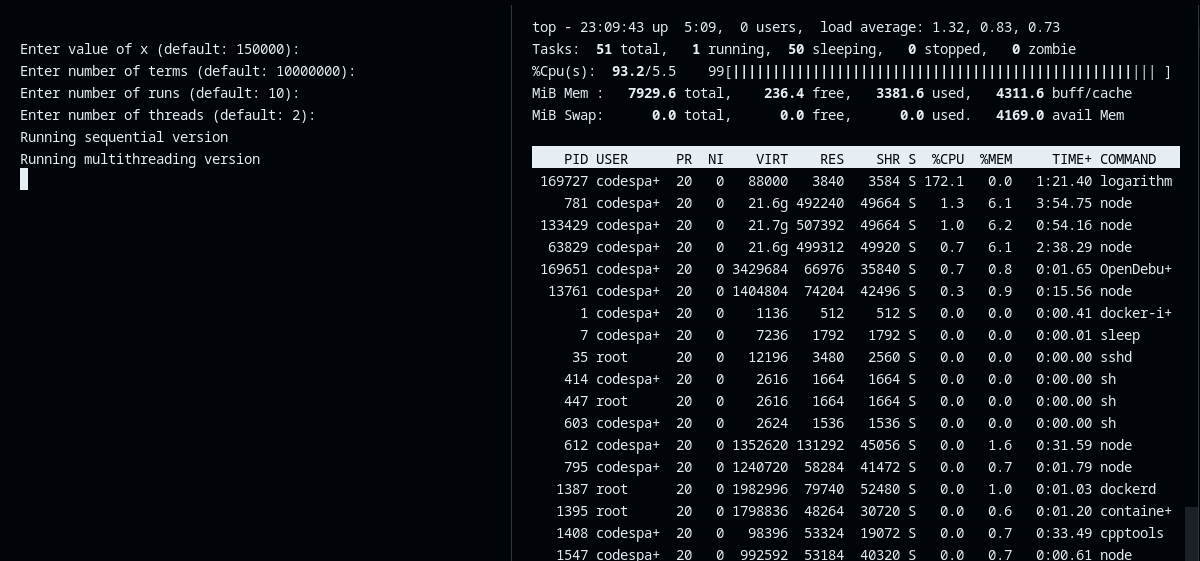 Enter value of x (default: 150000):
Enter number of terms (default: 10000000):
Enter number of runs (default: 10):
Enter number of threads (default: 2):
Running sequential version
Running multithreading version
top - 23:09:43 up  5:09,  0 users,  load average: 1.32, 0.83, 0.73
Tasks:  51 total,   1 running,  50 sleeping,   0 stopped,   0 zombie
%Cpu(s):  93.2/5.5    99[||||||||||||||||||||||||||||||||||||||||||||||||||||| ]
MiB Mem :   7929.6 total,    236.4 free,   3381.6 used,   4311.6 buff/cache
MiB Swap:      0.0 total,      0.0 free,      0.0 used.   4169.0 avail Mem
PID USER      PR  NI    VIRT    RES    SHR S  %CPU  %MEM     TIME+ COMMAND
169727 codespa+  20   0   88000   3840   3584 S 172.1   0.0   1:21.40 logarithm
781 codespa+  20   0   21.6g 492240  49664 S   1.3   6.1   3:54.75 node
133429 codespa+  20   0   21.7g 507392  49664 S   1.0   6.2   0:54.16 node
63829 codespa+  20   0   21.6g 499312  49920 S   0.7   6.1   2:38.29 node
169651 codespa+  20   0 3429684  66976  35840 S   0.7   0.8   0:01.65 OpenDebu+
13761 codespa+  20   0 1404804  74204  42496 S   0.3   0.9   0:15.56 node
1 codespa+  20   0    1136    512    512 S   0.0   0.0   0:00.41 docker-i+
7 codespa+  20   0    7236   1792   1792 S   0.0   0.0   0:00.01 sleep
35 root      20   0   12196   3480   2560 S   0.0   0.0   0:00.00 sshd
414 codespa+  20   0    2616   1664   1664 S   0.0   0.0   0:00.00 sh
447 root      20   0    2616   1664   1664 S   0.0   0.0   0:00.00 sh
603 codespa+  20   0    2624   1536   1536 S   0.0   0.0   0:00.00 sh
612 codespa+  20   0 1352620 131292  45056 S   0.0   1.6   0:31.59 node
795 codespa+  20   0 1240720  58284  41472 S   0.0   0.7   0:01.79 node
1387 root      20   0 1982996  79740  52480 S   0.0   1.0   0:01.03 dockerd
1395 root      20   0 1798836  48264  30720 S   0.0   0.6   0:01.20 containe+
1408 codespa+  20   0   98396  53324  19072 S   0.0   0.7   0:33.49 cpptools
1547 codespa+  20   0  992592  53184  40320 S   0.0   0.7   0:00.61 node